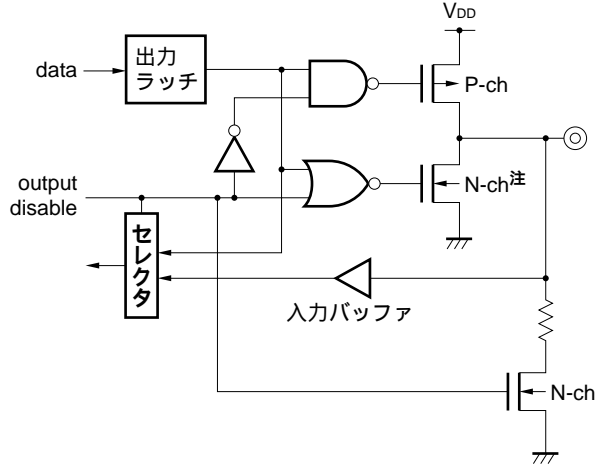 VDD
data
出力
ラッチ
P-ch
output
disable
N-ch注
セレクタ
入力バッファ
N-ch